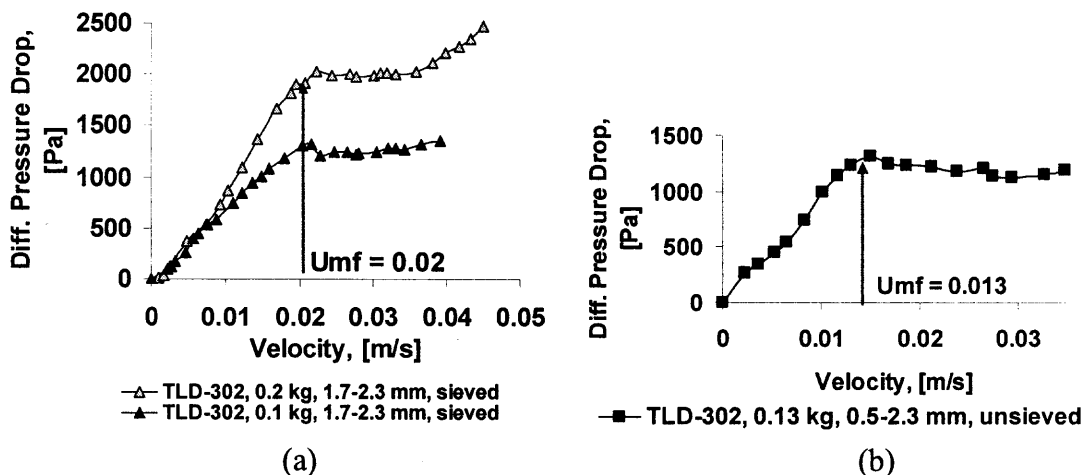 (a)
Diff. Pressure Drop,
[Pa]
2500
2000
1500
1000
500
0
Umf = 0.02
0 0.01 0.02 0.03 0.04 0.05
Velocity, [m/s]
TLD-302, 0.2 kg, 1.7-2.3 mm, sieved
TLD-302, 0.1 kg, 1.7-2.3 mm, sieved
(a)
Diff. Pressure Drop,
[Pa]
1500
1000
500
0
Umf = 0.013
0 0.01 0.02 0.03
Velocity, [m/s]
TLD-302, 0.13 kg, 0.5-2.3 mm, unsieved
(b)